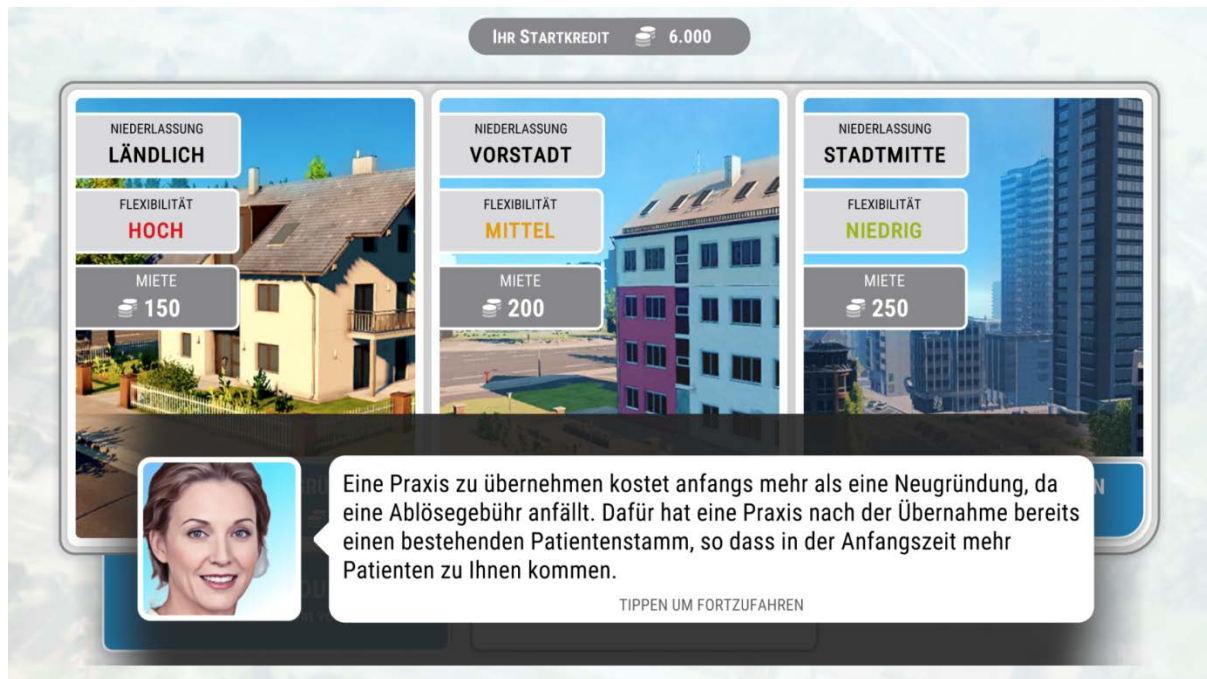 IHR STARTKREDIT 6.000
NIEDERLASSUNG
LÄNDLICH
FLEXIBILITÄT
HOCH
MIETE
150
NIEDERLASSUNG
VORSTADT
FLEXIBILITÄT
MITTEL
MIETE
200
NIEDERLASSUNG
STADTMITTE
FLEXIBILITÄT
NIEDRIG
MIETE
250
Eine Praxis zu übernehmen kostet anfangs mehr als eine Neugründung, da
eine Ablösegebühr anfällt. Dafür hat eine Praxis nach der Übernahme bereits
einen bestehenden Patientenstamm, so dass in der Anfangszeit mehr
Patienten zu Ihnen kommen.
TIPPEN UM FORTZUFAHREN